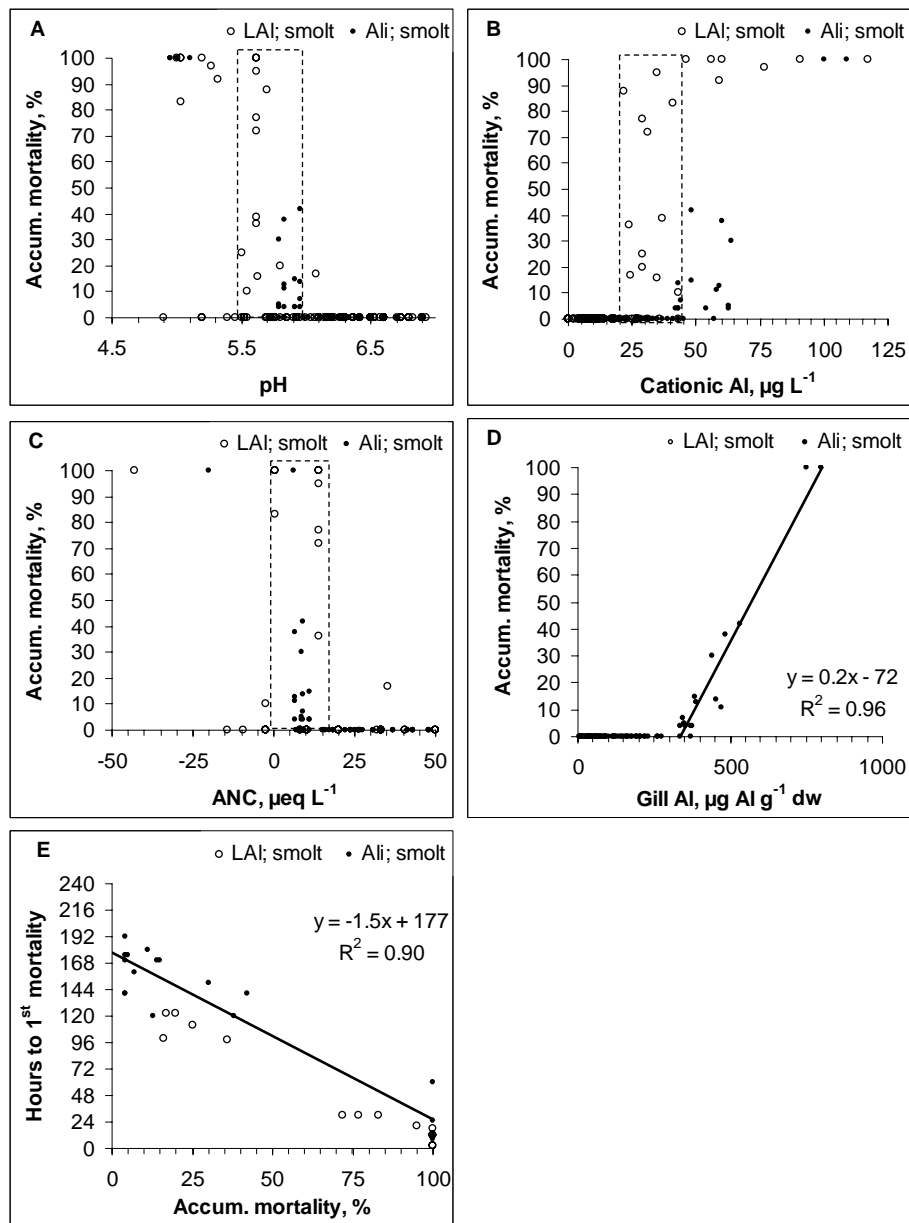 A
LAl; smolt
Ali; smolt
Accum. mortality, %
100
90
80
70
60
50
40
30
20
10
0
4.5
5.5
6.5
pH
B
LAl; smolt
Ali; smolt
Accum. mortality, %
100
90
80
70
60
50
40
30
20
10
0
0
25
50
75
100
125
Cationic Al, µg L⁻¹
C
LAl; smolt
Ali; smolt
Accum. mortality, %
100
90
80
70
60
50
40
30
20
10
0
-50
-25
0
25
50
ANC, µeq L⁻¹
D
LAl; smolt
Ali; smolt
Accum. mortality, %
100
90
80
70
60
50
40
30
20
10
0
y = 0.2x - 72
R² = 0.96
0
500
1000
Gill Al, µg Al g⁻¹ dw
E
LAl; smolt
Ali; smolt
Hours to 1st mortality
240
216
192
168
144
120
96
72
48
24
0
y = -1.5x + 177
R² = 0.90
0
25
50
75
100
Accum. mortality, %